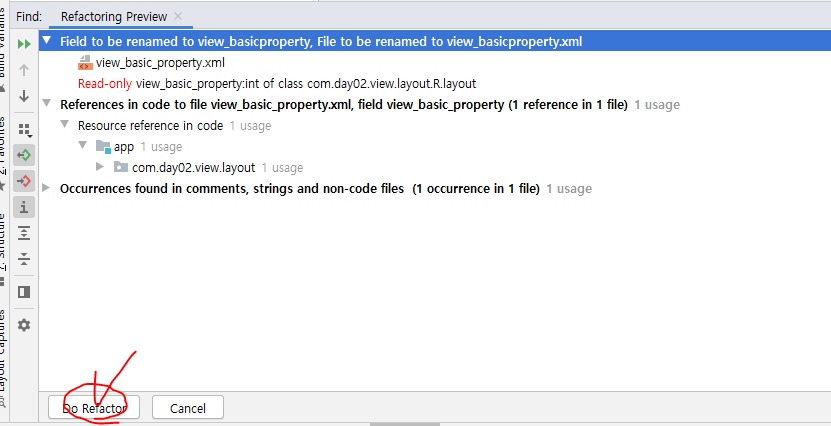 Find: Refactoring Preview
Field to be renamed to view_basicproperty, File to be renamed to view_basicproperty.xml
view_basic_property.xml
Read-only view_basic_property:int of class com.day02.view.layout.R.layout
References in code to file view_basic_property.xml, field view_basic_property (1 reference in 1 file) 1 usage
Resource reference in code 1 usage
app 1 usage
com.day02.view.layout 1 usage
Occurrences found in comments, strings and non-code files (1 occurrence in 1 file) 1 usage
Do Refactor Cancel
Build Variants
2: Favorites
Z: Structure
Layout Captures